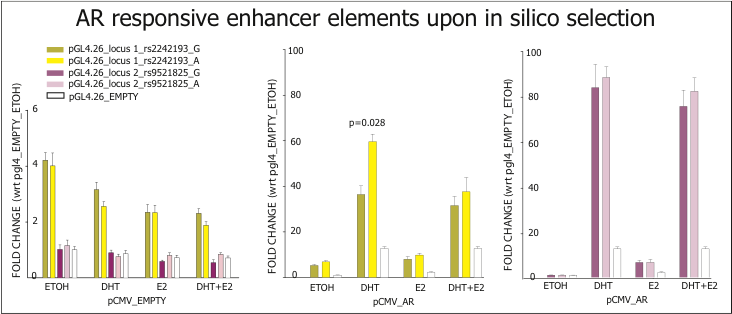 AR responsive enhancer elements upon in silico selection
pGL4.26_locus 1_rs2242193_G
pGL4.26_locus 1_rs2242193_A
pGL4.26_locus 2_rs9521825_G
pGL4.26_locus 2_rs9521825_A
pGL4.26_EMPTY
FOLD CHANGE (wrt pgl4_EMPTY_ETOH)
6
4
2
0
ETOH DHT E2 DHT+E2
pCMV_EMPTY
FOLD CHANGE (wrt pgl4_EMPTY_ETOH)
100
80
60
40
20
0
p=0.028
ETOH DHT E2 DHT+E2
pCMV_AR
FOLD CHANGE (wrt pgl4_EMPTY_ETOH)
100
80
60
40
20
0
ETOH DHT E2 DHT+E2
pCMV_AR